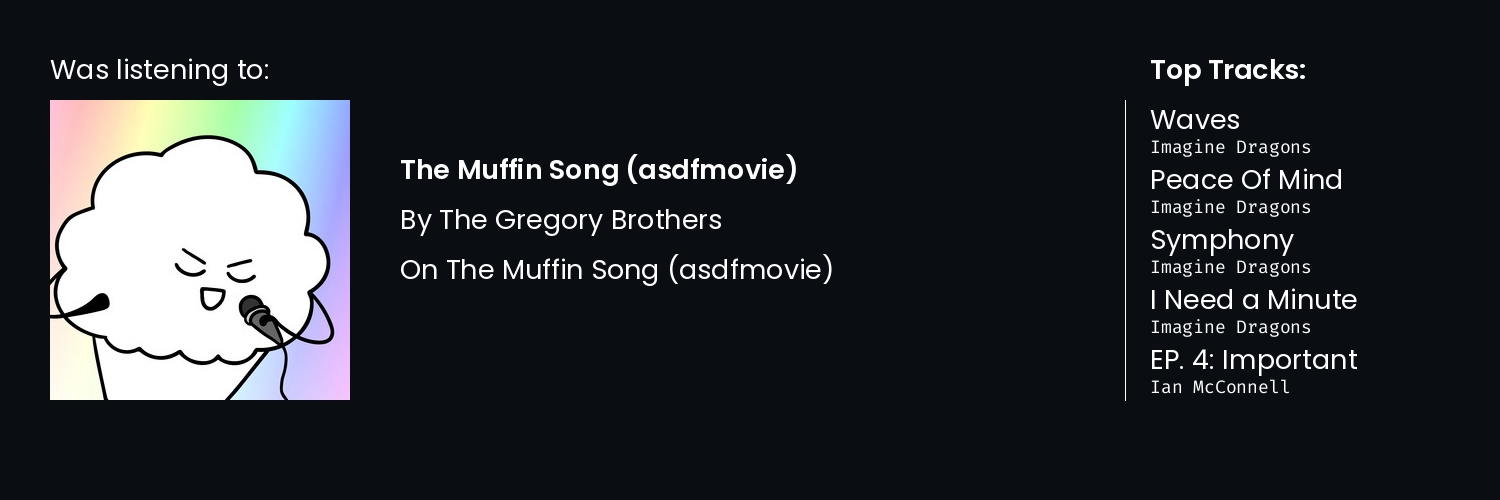 Was listening to:
The Muffin Song (asdfmovie)
By The Gregory Brothers
On The Muffin Song (asdfmovie)
Top Tracks:
Waves
Imagine Dragons
Peace Of Mind
Imagine Dragons
Symphony
Imagine Dragons
I Need a Minute
Imagine Dragons
EP. 4: Important
Ian McConnell